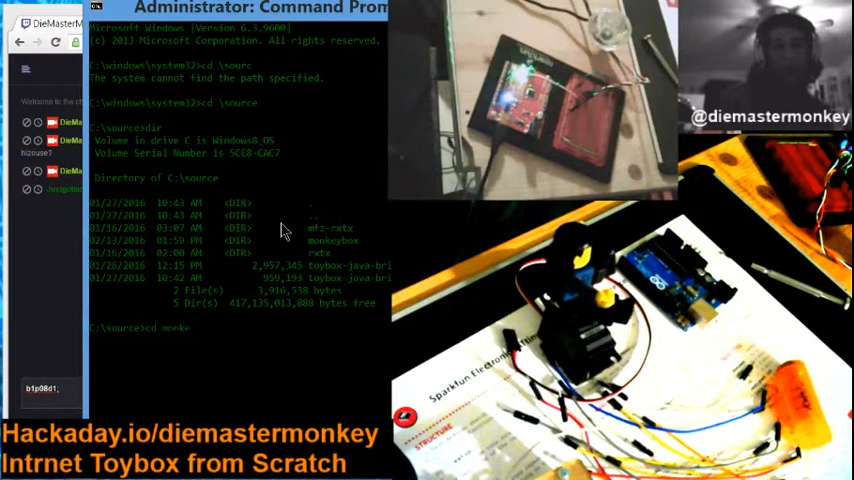 DieMasterM
Welcome to the ch
DieMa
DieMa
hizouse?
DieMa
Jestgoltar
b1p08d1;
Administrator: Command Prom
Microsoft Windows [Version 6.3.9600]
(c) 2013 Microsoft Corporation. All rights reserved.
C:\windows\system32>cd \sourc
The system cannot find the path specified.
C:\windows\system32>cd \source
C:\source>dir
Volume in drive C is Windows8_OS
Volume Serial Number is 5CE8-CAC7
Directory of C:\source
01/27/2016 10:43 AM <DIR> .
01/27/2016 10:43 AM <DIR> ..
01/16/2016 03:07 AM <DIR> mfz-rxtx
02/13/2016 01:59 PM <DIR> monkeybox
01/16/2016 02:00 AM <DIR> rxtx
01/26/2016 12:15 PM 2,957,345 toybox-java-bri
01/27/2016 10:42 AM 959,193 toybox-java-bri
2 File(s) 3,916,538 bytes
5 Dir(s) 417,135,013,888 bytes free
C:\source>cd monke
@diemastermonkey
Sparkfun Electronics
STRUCTURE
Hackaday.io/diemastermonkey
Intrnet Toybox from Scratch